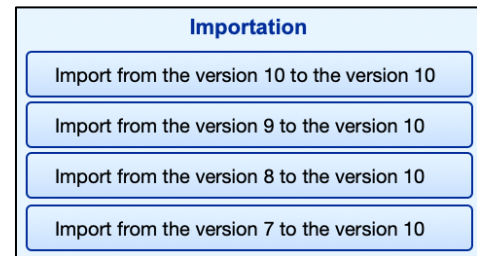 Importation
Import from the version 10 to the version 10
Import from the version 9 to the version 10
Import from the version 8 to the version 10
Import from the version 7 to the version 10